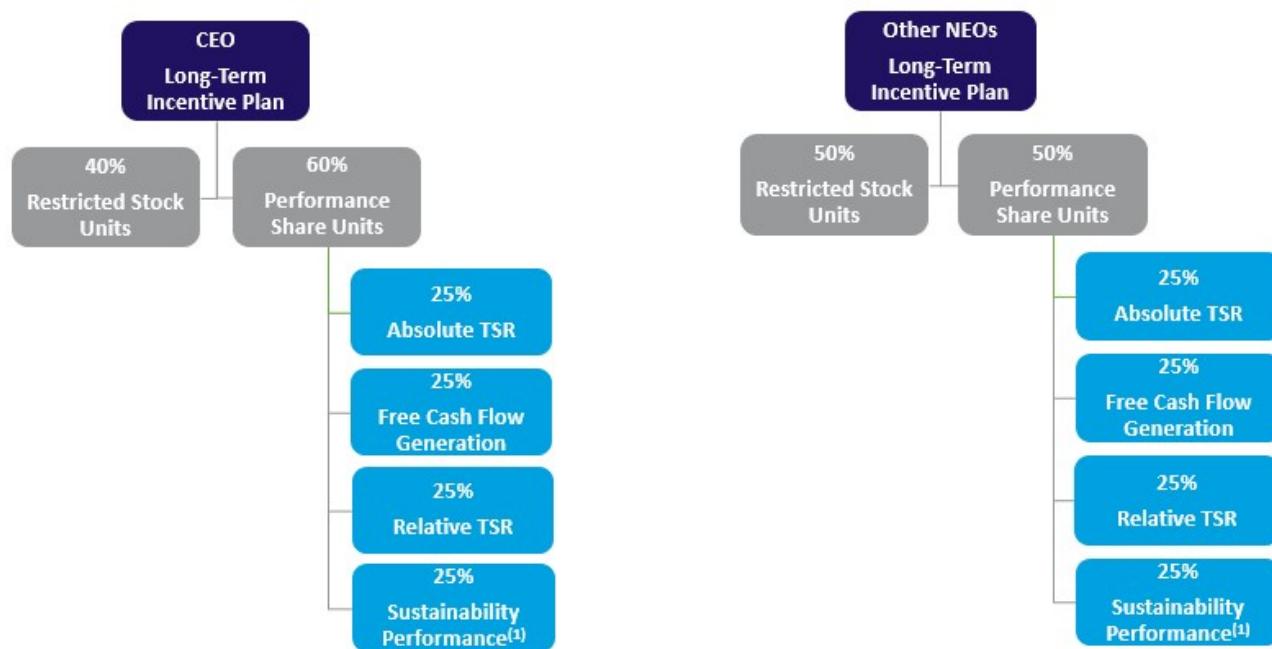 CEO
Long-Term
Incentive Plan
40%
Restricted Stock
Units
60%
Performance
Share Units
25%
Absolute TSR
25%
Free Cash Flow
Generation
25%
Relative TSR
25%
Sustainability
Performance(1)
Other NEOs
Long-Term
Incentive Plan
50%
Restricted Stock
Units
50%
Performance
Share Units
25%
Absolute TSR
25%
Free Cash Flow
Generation
25%
Relative TSR
25%
Sustainability
Performance(1)